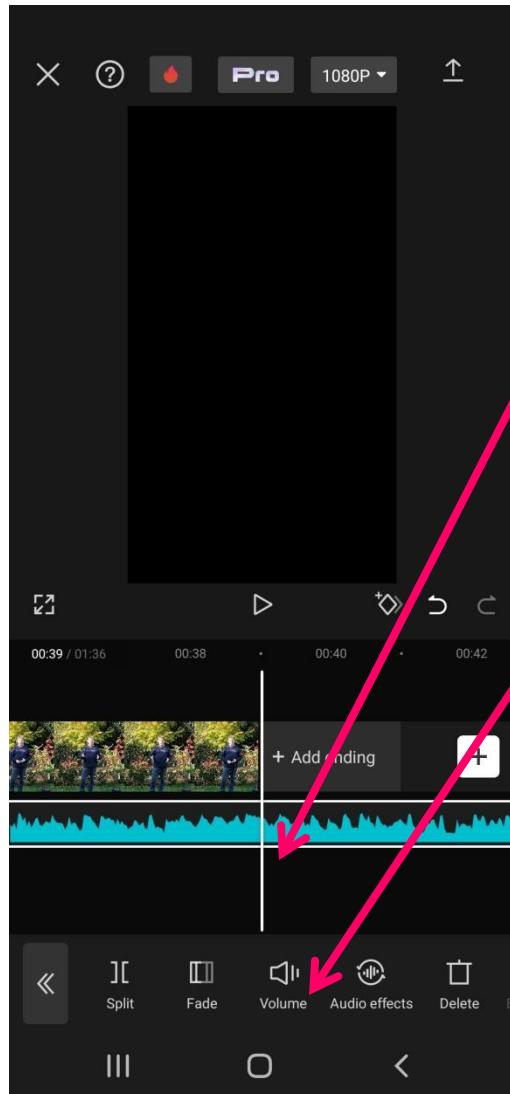 Pro 1080P
00:39 / 01:36 00:38 00:40 00:42
+ Add ending
Split Fade Volume Audio effects Delete